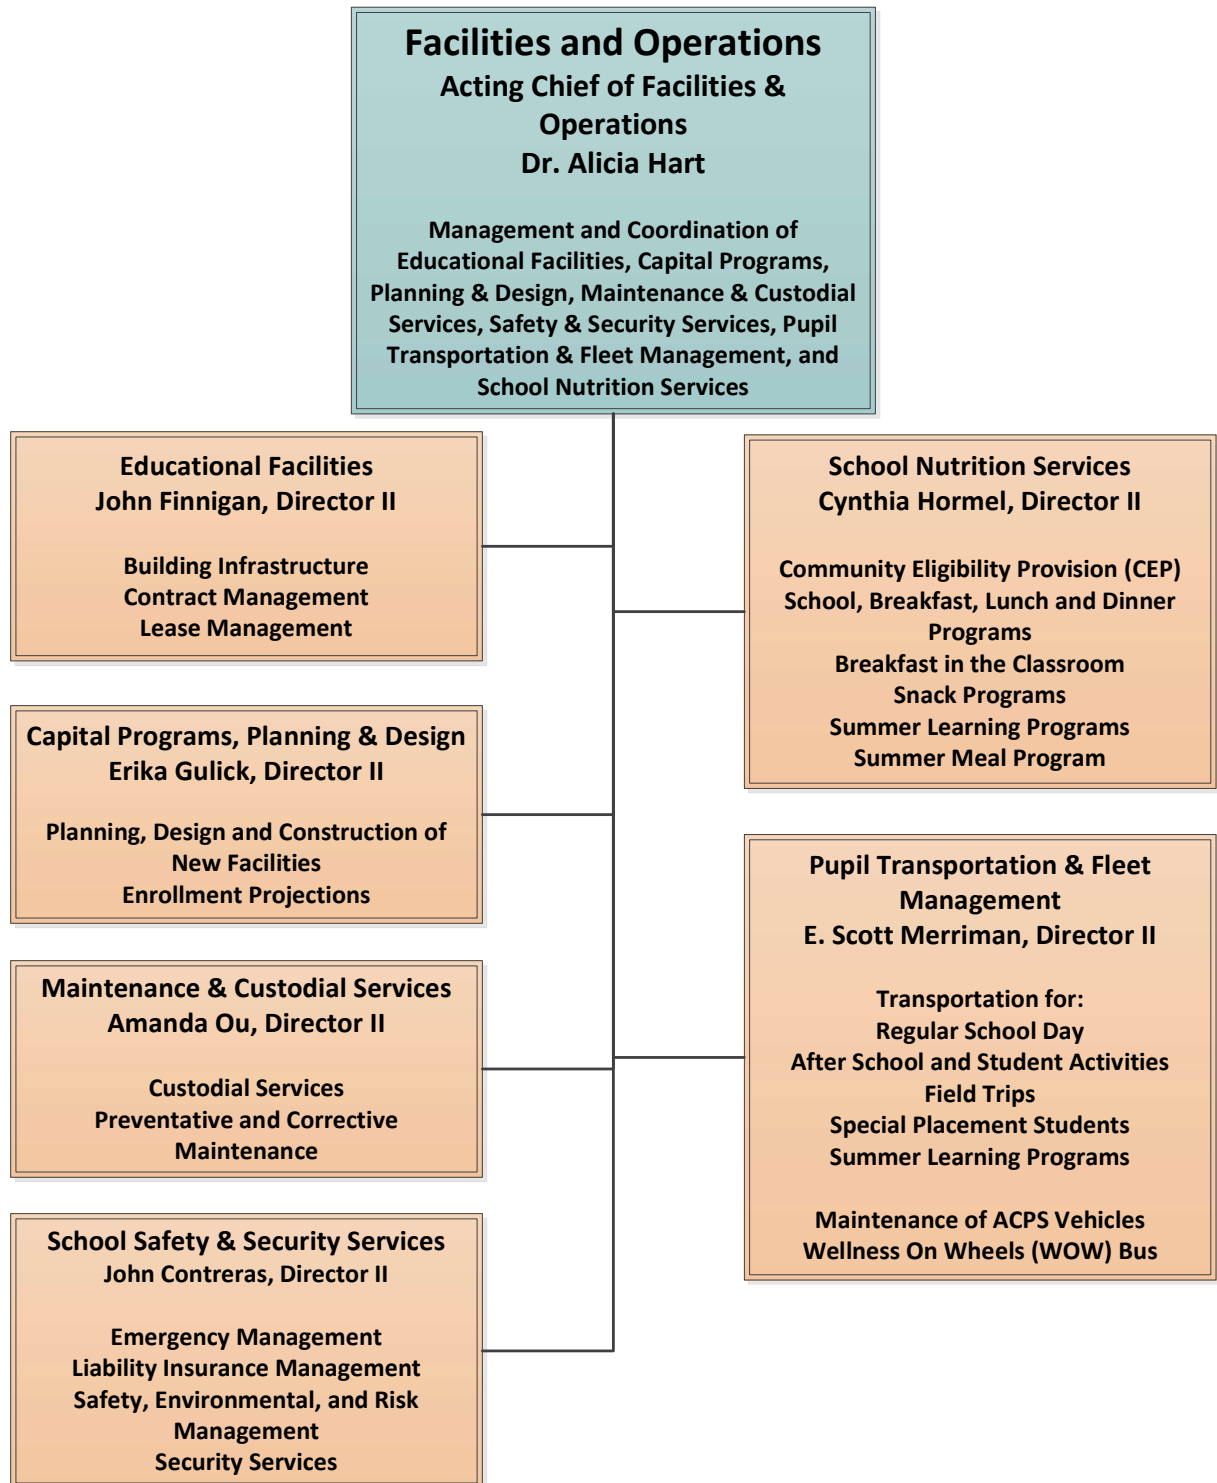 Facilities and Operations
Acting Chief of Facilities &
Operations
Dr. Alicia Hart
Management and Coordination of
Educational Facilities, Capital Programs,
Planning & Design, Maintenance & Custodial
Services, Safety & Security Services, Pupil
Transportation & Fleet Management, and
School Nutrition Services
Educational Facilities
John Finnigan, Director II
Building Infrastructure
Contract Management
Lease Management
Capital Programs, Planning & Design
Erika Gulick, Director II
Planning, Design and Construction of
New Facilities
Enrollment Projections
Maintenance & Custodial Services
Amanda Ou, Director II
Custodial Services
Preventative and Corrective
Maintenance
School Safety & Security Services
John Contreras, Director II
Emergency Management
Liability Insurance Management
Safety, Environmental, and Risk
Management
Security Services
School Nutrition Services
Cynthia Hormel, Director II
Community Eligibility Provision (CEP)
School, Breakfast, Lunch and Dinner
Programs
Breakfast in the Classroom
Snack Programs
Summer Learning Programs
Summer Meal Program
Pupil Transportation & Fleet
Management
E. Scott Merriman, Director II
Transportation for:
Regular School Day
After School and Student Activities
Field Trips
Special Placement Students
Summer Learning Programs
Maintenance of ACPS Vehicles
Wellness On Wheels (WOW) Bus